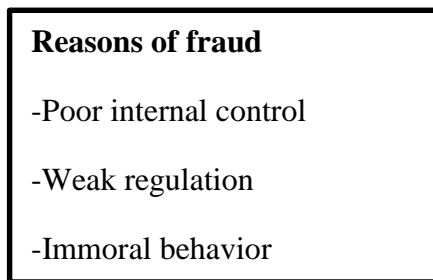 Reasons of fraud
-Poor internal control
-Weak regulation
-Immoral behavior